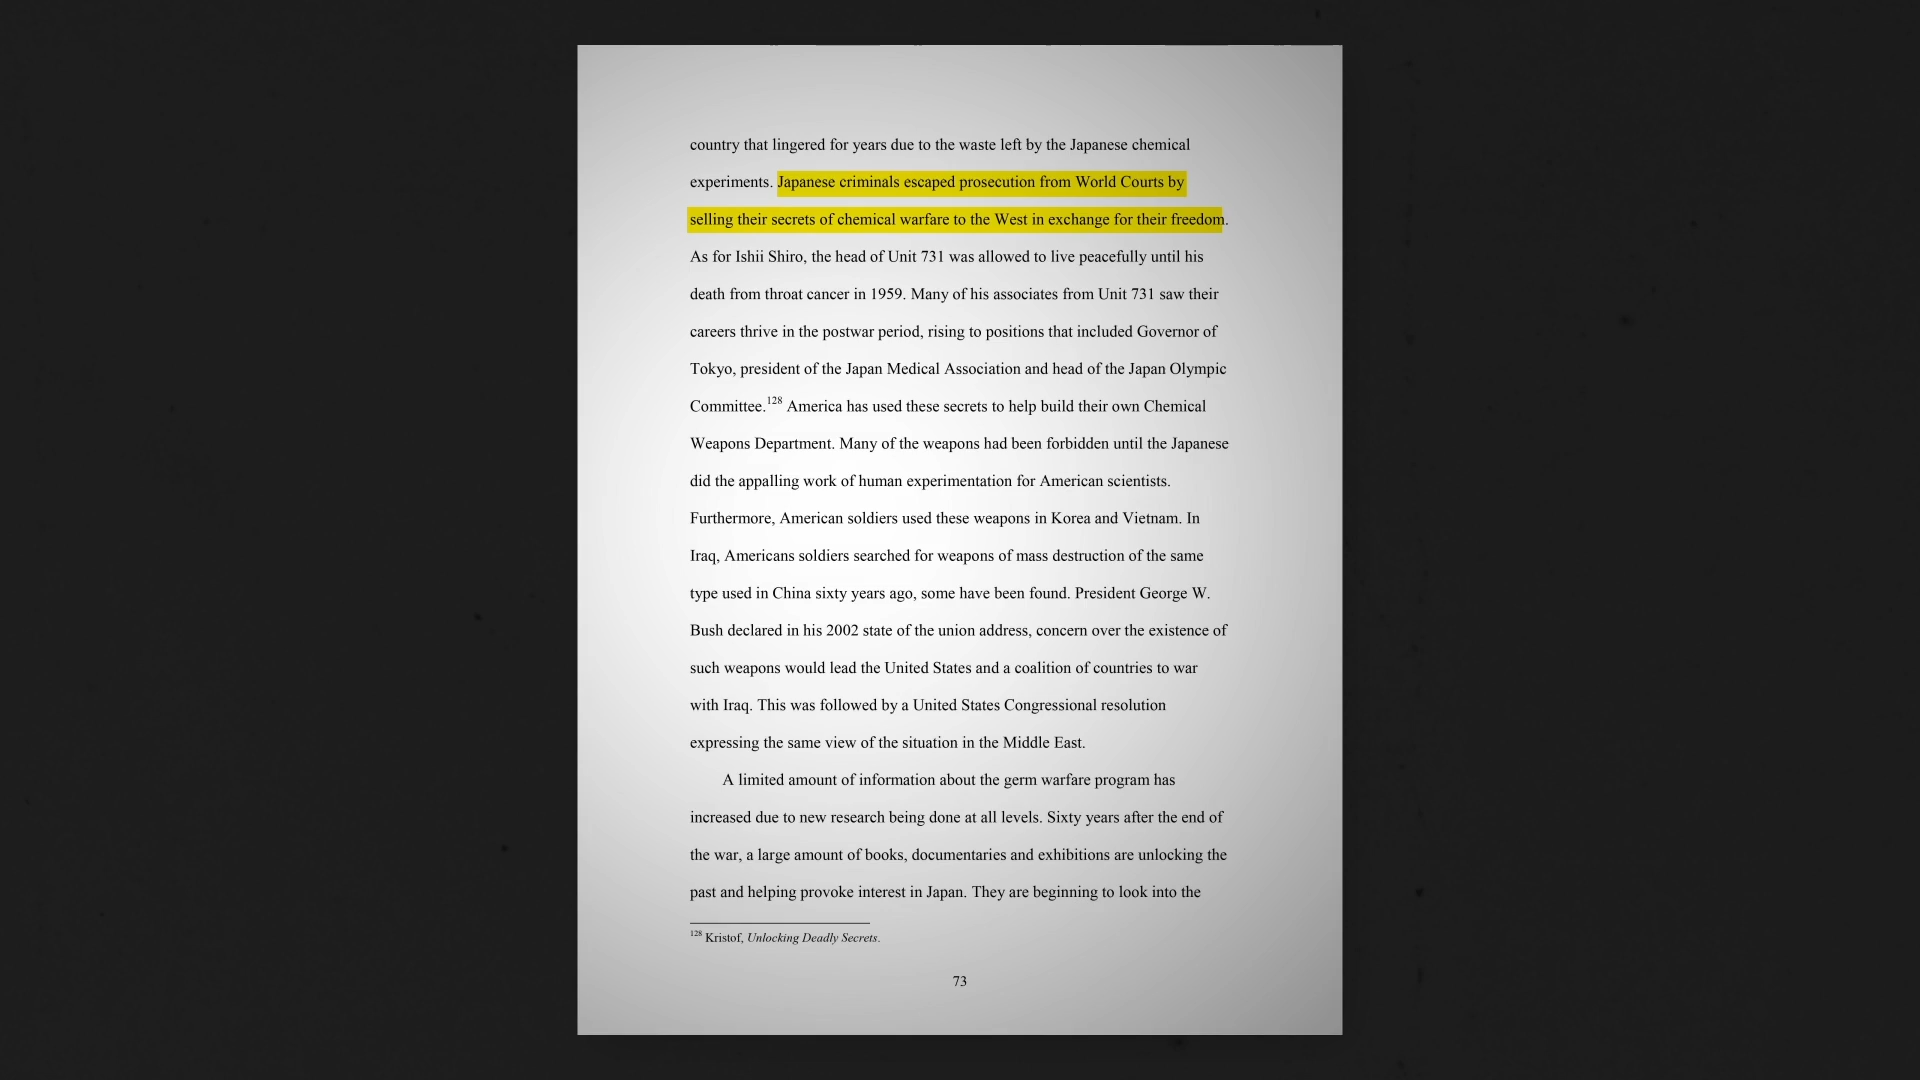 country that lingered for years due to the waste left by the Japanese chemical
experiments. Japanese criminals escaped prosecution from World Courts by
selling their secrets of chemical warfare to the West in exchange for their freedom.
As for Ishii Shiro, the head of Unit 731 was allowed to live peacefully until his
death from throat cancer in 1959. Many of his associates from Unit 731 saw their
careers thrive in the postwar period, rising to positions that included Governor of
Tokyo, president of the Japan Medical Association and head of the Japan Olympic
Committee.128 America has used these secrets to help build their own Chemical
Weapons Department. Many of the weapons had been forbidden until the Japanese
did the appalling work of human experimentation for American scientists.
Furthermore, American soldiers used these weapons in Korea and Vietnam. In
Iraq, Americans soldiers searched for weapons of mass destruction of the same
type used in China sixty years ago, some have been found. President George W.
Bush declared in his 2002 state of the union address, concern over the existence of
such weapons would lead the United States and a coalition of countries to war
with Iraq. This was followed by a United States Congressional resolution
expressing the same view of the situation in the Middle East.
A limited amount of information about the germ warfare program has
increased due to new research being done at all levels. Sixty years after the end of
the war, a large amount of books, documentaries and exhibitions are unlocking the
past and helping provoke interest in Japan. They are beginning to look into the
128 Kristof, Unlocking Deadly Secrets.
73